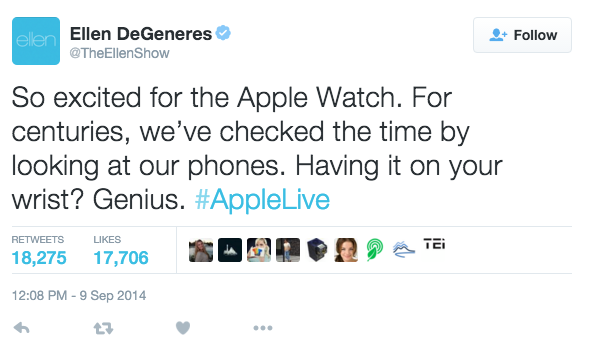 ellen
Ellen DeGeneres
@TheEllenShow
Follow
So excited for the Apple Watch. For
centuries, we’ve checked the time by
looking at our phones. Having it on your
wrist? Genius. #AppleLive
RETWEETS LIKES
18,275 17,706
TEi
12:08 PM - 9 Sep 2014